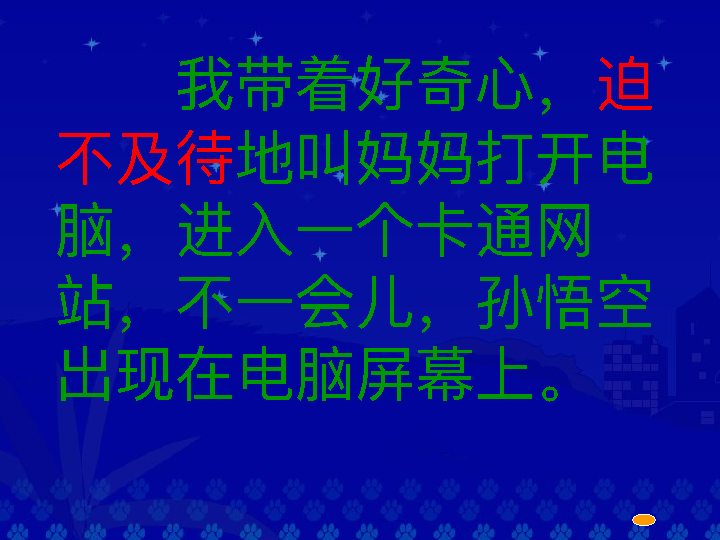 我带着好奇心，迫
不及待地叫妈妈打开电
脑，进入一个卡通网
站，不一会儿，孙悟空
出现在电脑屏幕上。